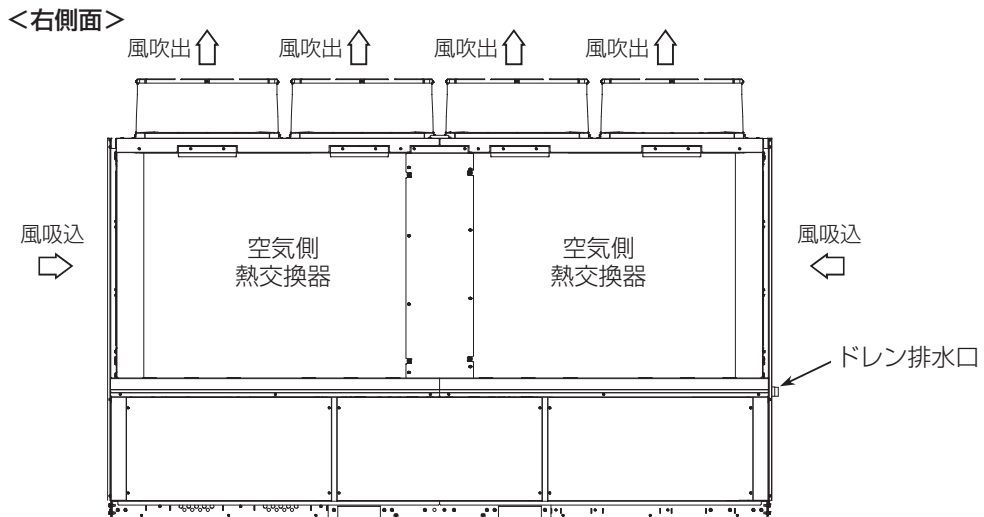 ＜右側面＞
風吹出 風吹出 風吹出 風吹出
風吸込
空気側
熱交換器
空気側
熱交換器
風吸込
ドレン排水口